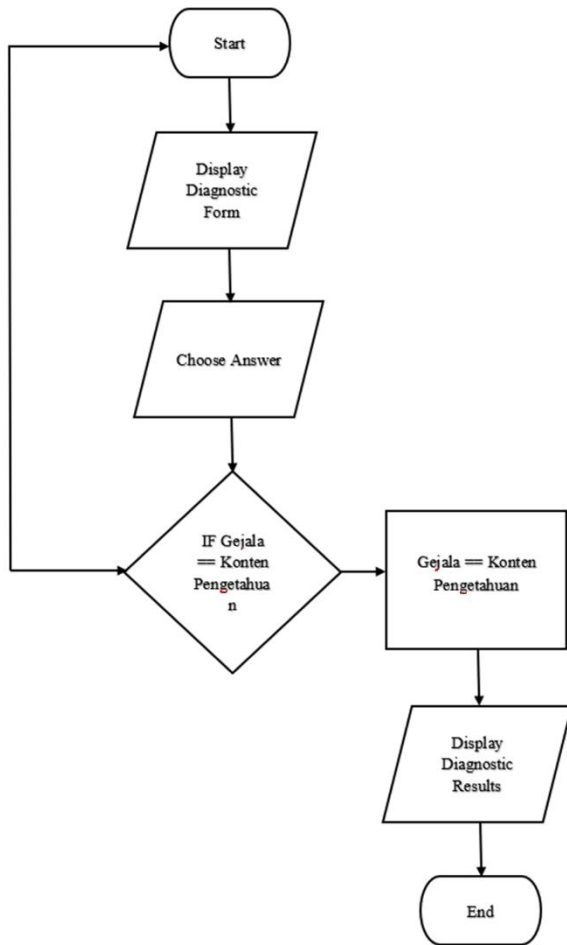 Start
Display
Diagnostic
Form
Choose Answer
IF Gejala
== Konten
Pengetahua
n
Gejala == Konten
Pengetahuan
Display
Diagnostic
Results
End